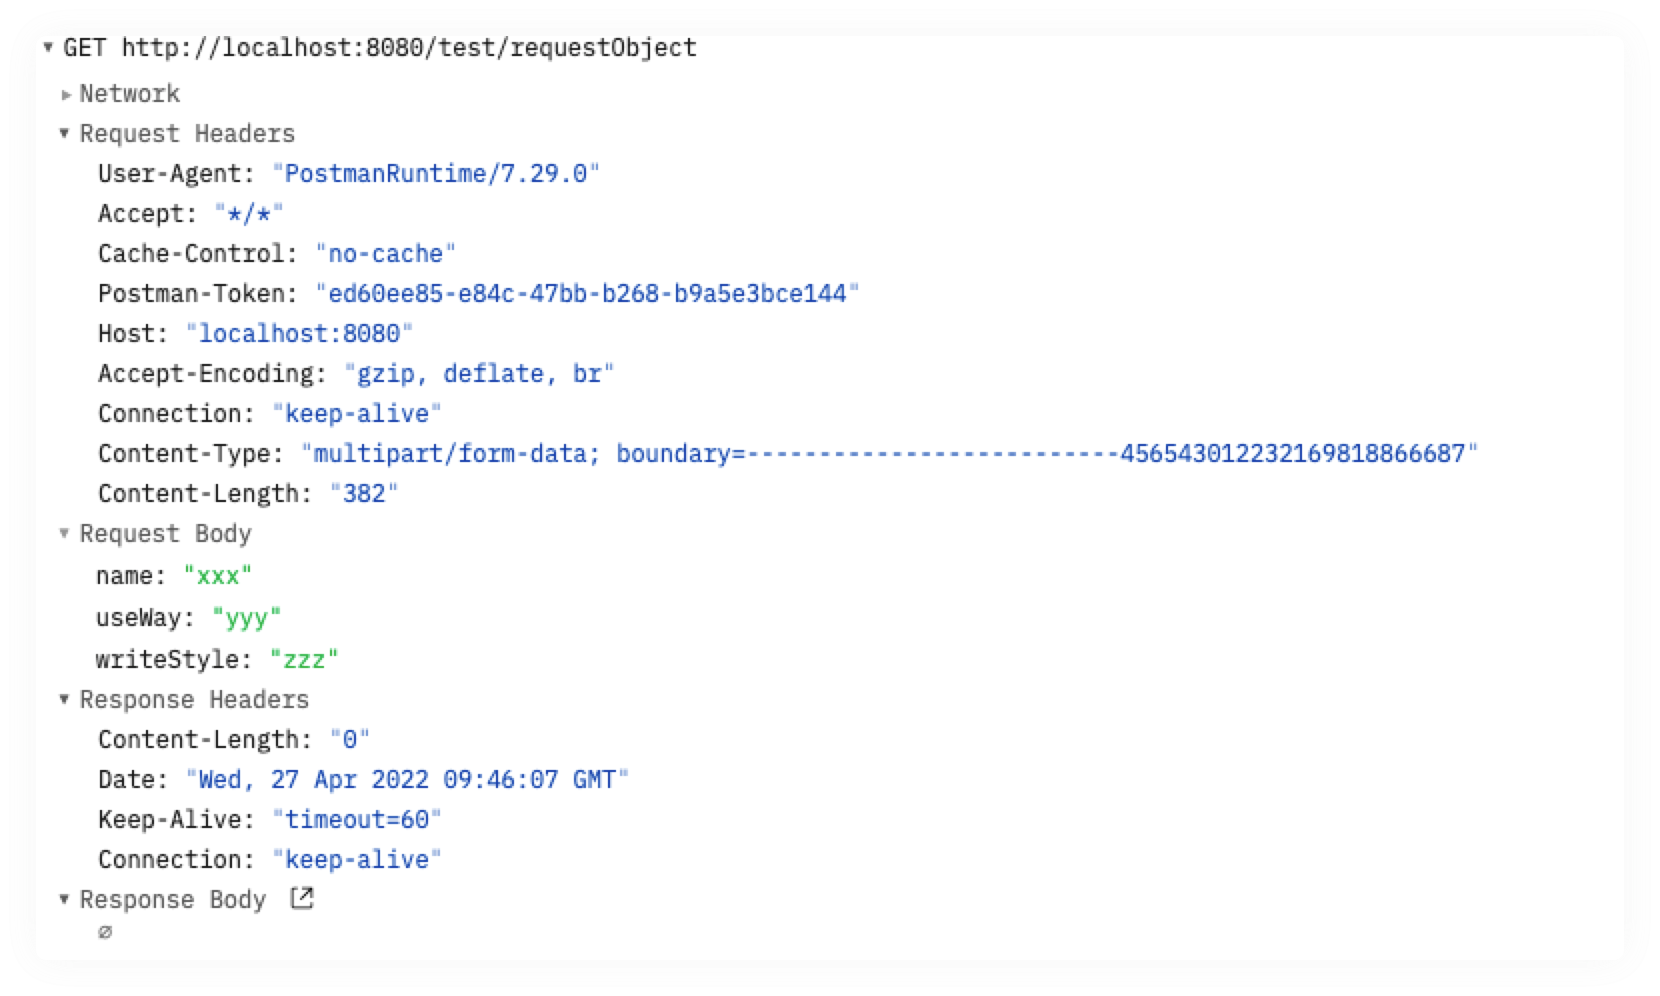 GET http://localhost:8080/test/requestObject
Network
Request Headers
User-Agent: "PostmanRuntime/7.29.0"
Accept: "*/*"
Cache-Control: "no-cache"
Postman-Token: "ed60ee85-e84c-47bb-b268-b9a5e3bce144"
Host: "localhost:8080"
Accept-Encoding: "gzip, deflate, br"
Connection: "keep-alive"
Content-Type: "multipart/form-data; boundary=--------------------------456543012232169818866687"
Content-Length: "382"
Request Body
name: "xxx"
useWay: "yyy"
writeStyle: "zzz"
Response Headers
Content-Length: "0"
Date: "Wed, 27 Apr 2022 09:46:07 GMT"
Keep-Alive: "timeout=60"
Connection: "keep-alive"
Response Body
∅